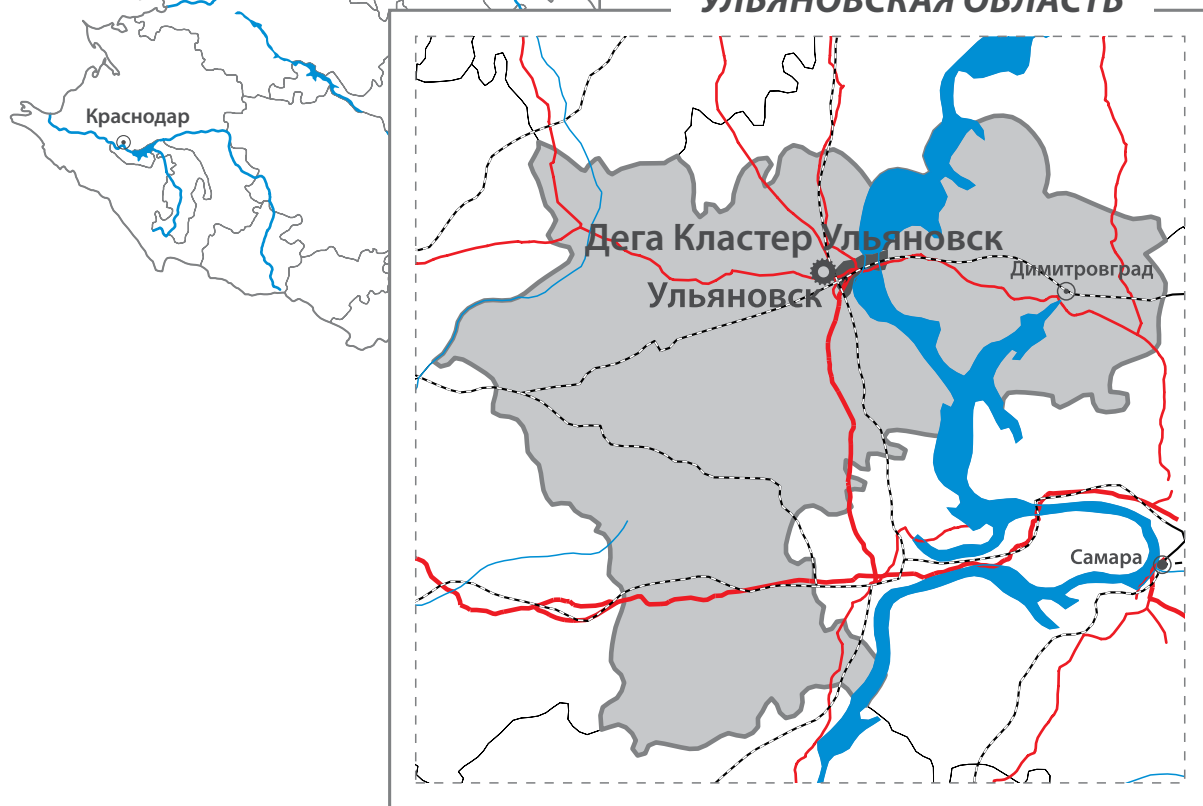 УЛЬЯНОВСКАЯ ОБЛАСТЬ
Краснодар
Дега Кластер Ульяновск
Димитровград
Ульяновск
Самара